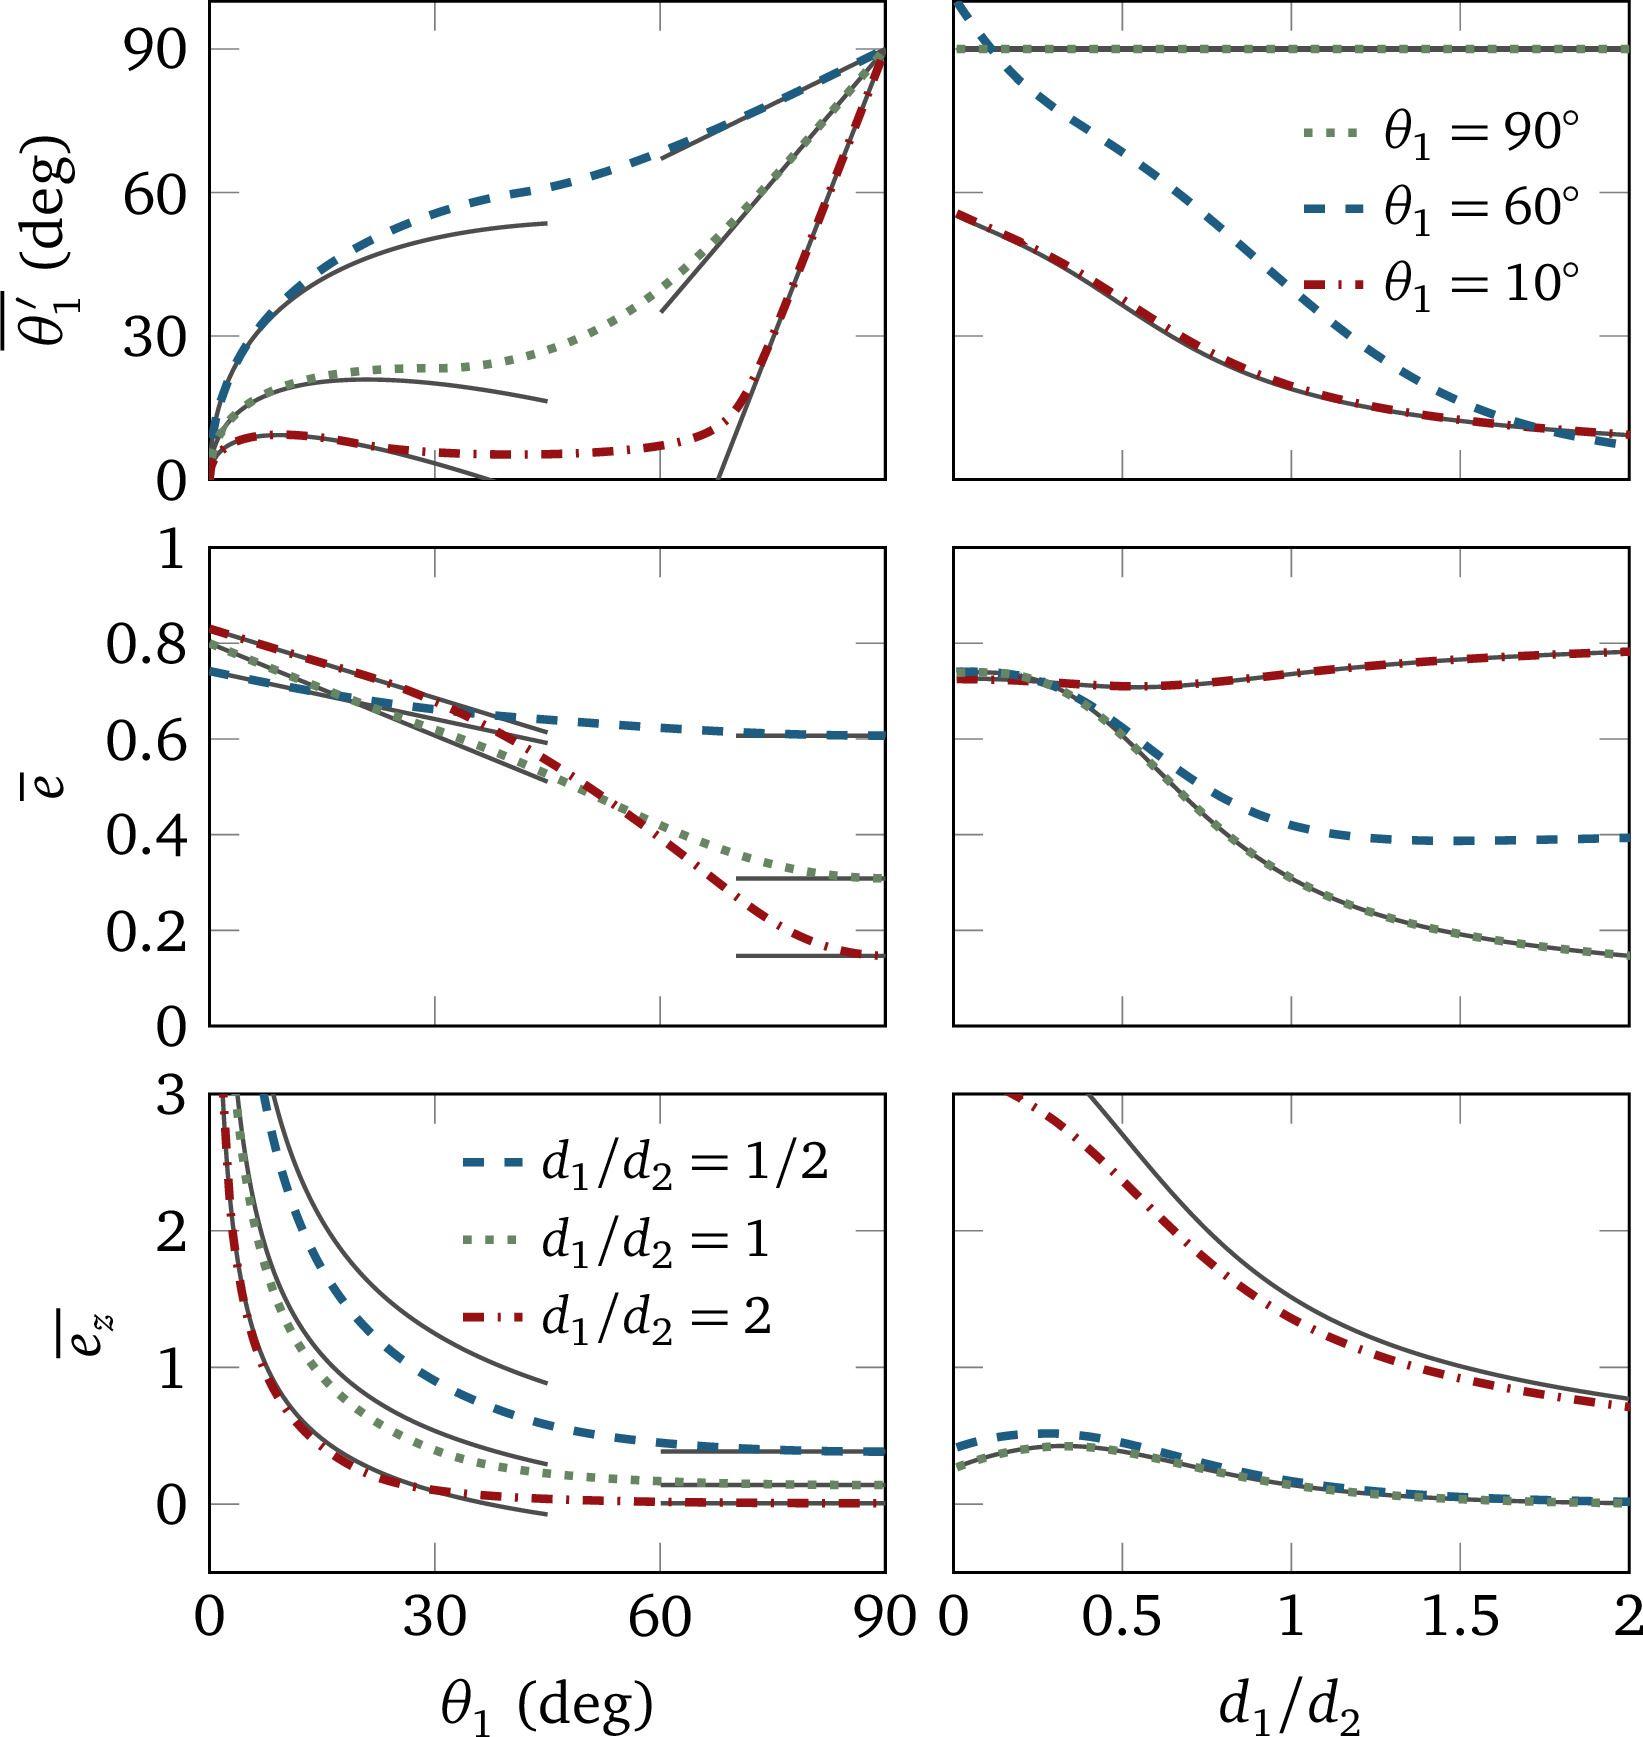 90
60
30
0
θ̅₁′ (deg)
θ₁ = 90°
θ₁ = 60°
θ₁ = 10°
1
0.8
0.6
0.4
0.2
0
e̅
3
2
1
0
e̅_z
d₁/d₂ = 1/2
d₁/d₂ = 1
d₁/d₂ = 2
0 30 60 90 0 0.5 1 1.5 2
θ₁ (deg) d₁/d₂